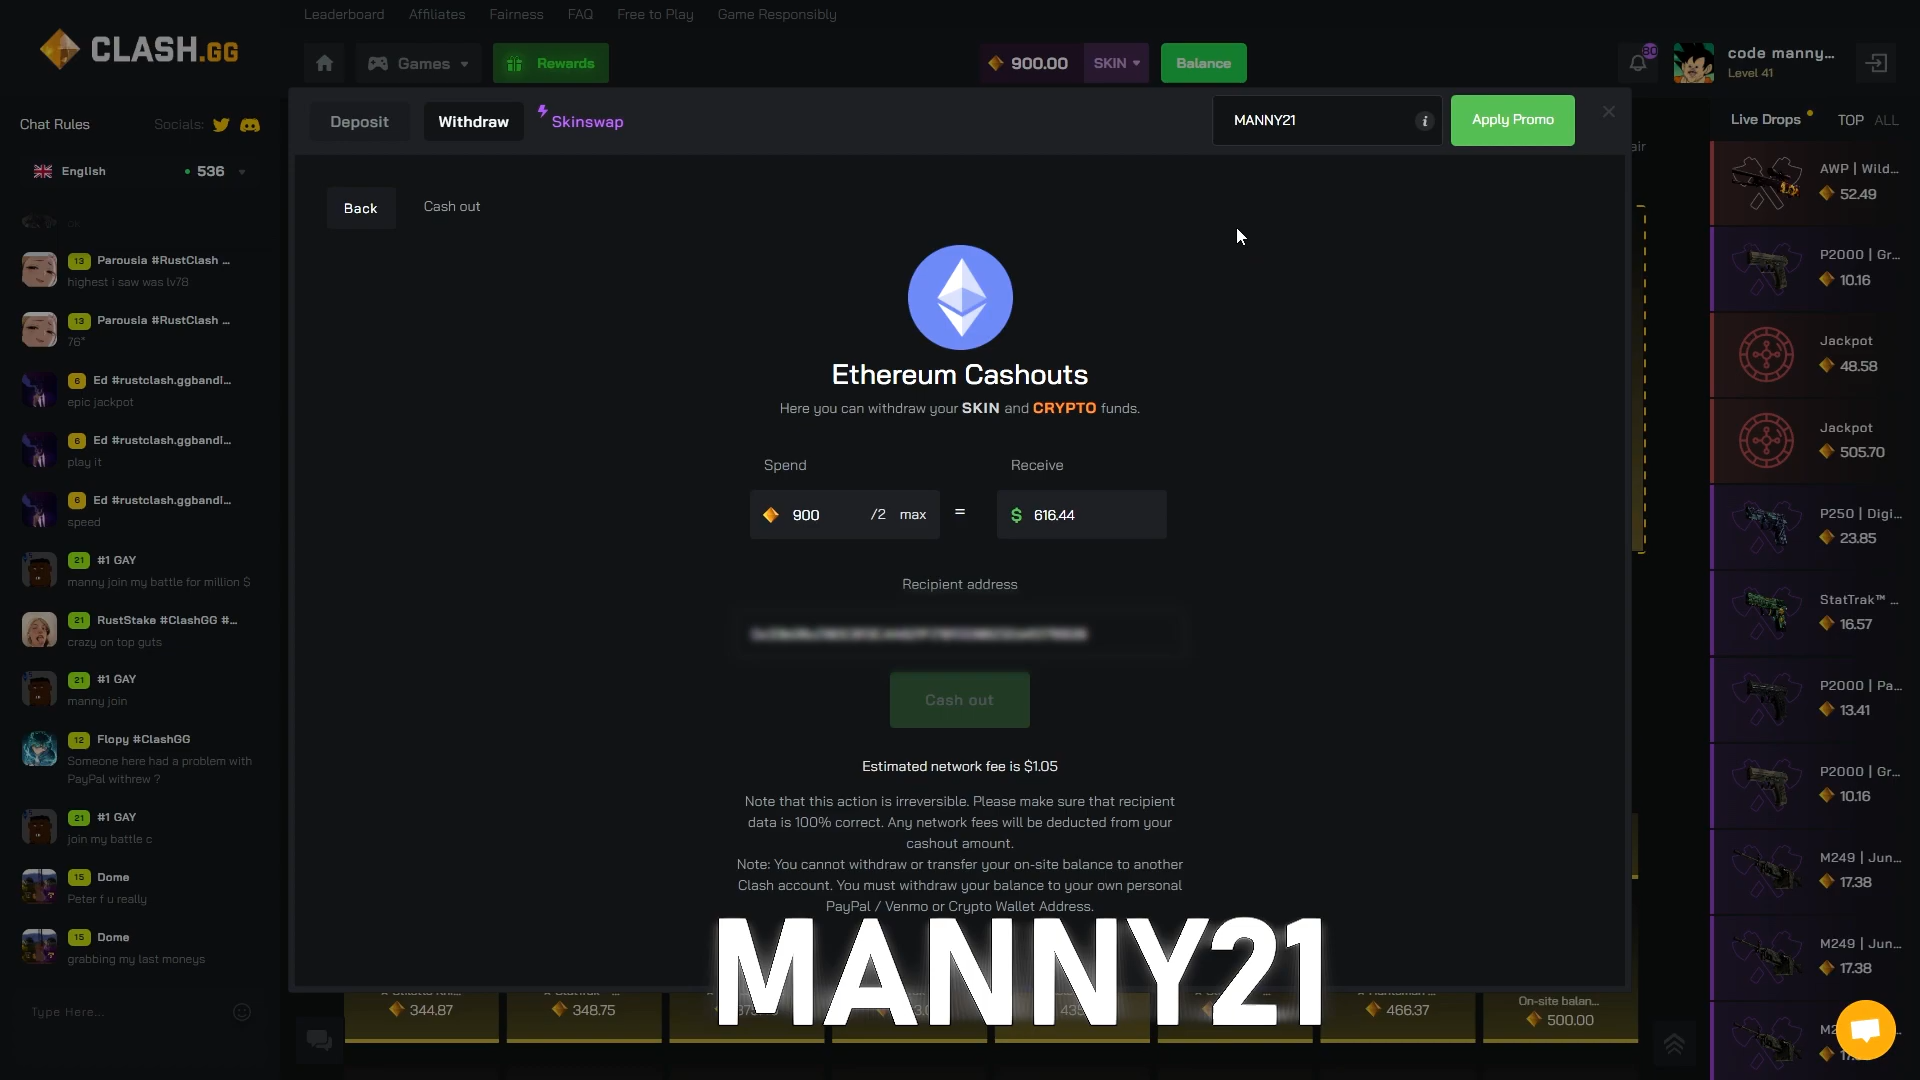 Leaderboard Affiliates Fairness FAQ Free to Play Game Responsibly
CLASH.GG
Games
Rewards
900.00
SKIN
Balance
80
code manny...
Level 41
Deposit
Withdraw
Skinswap
MANNY21
i
Apply Promo
Chat Rules
Socials:
English
536
13 Parousia #RustClash ...
highest i saw was lv78
13 Parousia #RustClash ...
76*
6 Ed #rustclash.ggbandi...
epic jackpot
6 Ed #rustclash.ggbandi...
play it
6 Ed #rustclash.ggbandi...
speed
21 #1 GAY
manny join my battle for million $
21 RustStake #ClashGG #...
crazy on top guts
21 #1 GAY
manny join
12 Flopy #ClashGG
Someone here had a problem with
PayPal withrew ?
21 #1 GAY
join my battle c
15 Dome
Peter f u really
15 Dome
grabbing my last moneys
Type Here...
Back
Cash out
Ethereum Cashouts
Here you can withdraw your SKIN and CRYPTO funds.
Spend
Receive
900 /2 max
=
$ 616.44
Recipient address
Cash out
Estimated network fee is $1.05
Note that this action is irreversible. Please make sure that recipient
data is 100% correct. Any network fees will be deducted from your
cashout amount.
Note: You cannot withdraw or transfer your on-site balance to another
Clash account. You must withdraw your balance to your own personal
PayPal / Venmo or Crypto Wallet Address.
MANNY21
344.87
348.75
466.37
On-site balan...
500.00
Live Drops
TOP ALL
air
AWP | Wild...
52.49
P2000 | Gr...
10.16
Jackpot
48.58
Jackpot
505.70
P250 | Digi...
23.85
StatTrak™ ...
16.57
P2000 | Pa...
13.41
P2000 | Gr...
10.16
M249 | Jun...
17.38
M249 | Jun...
17.38